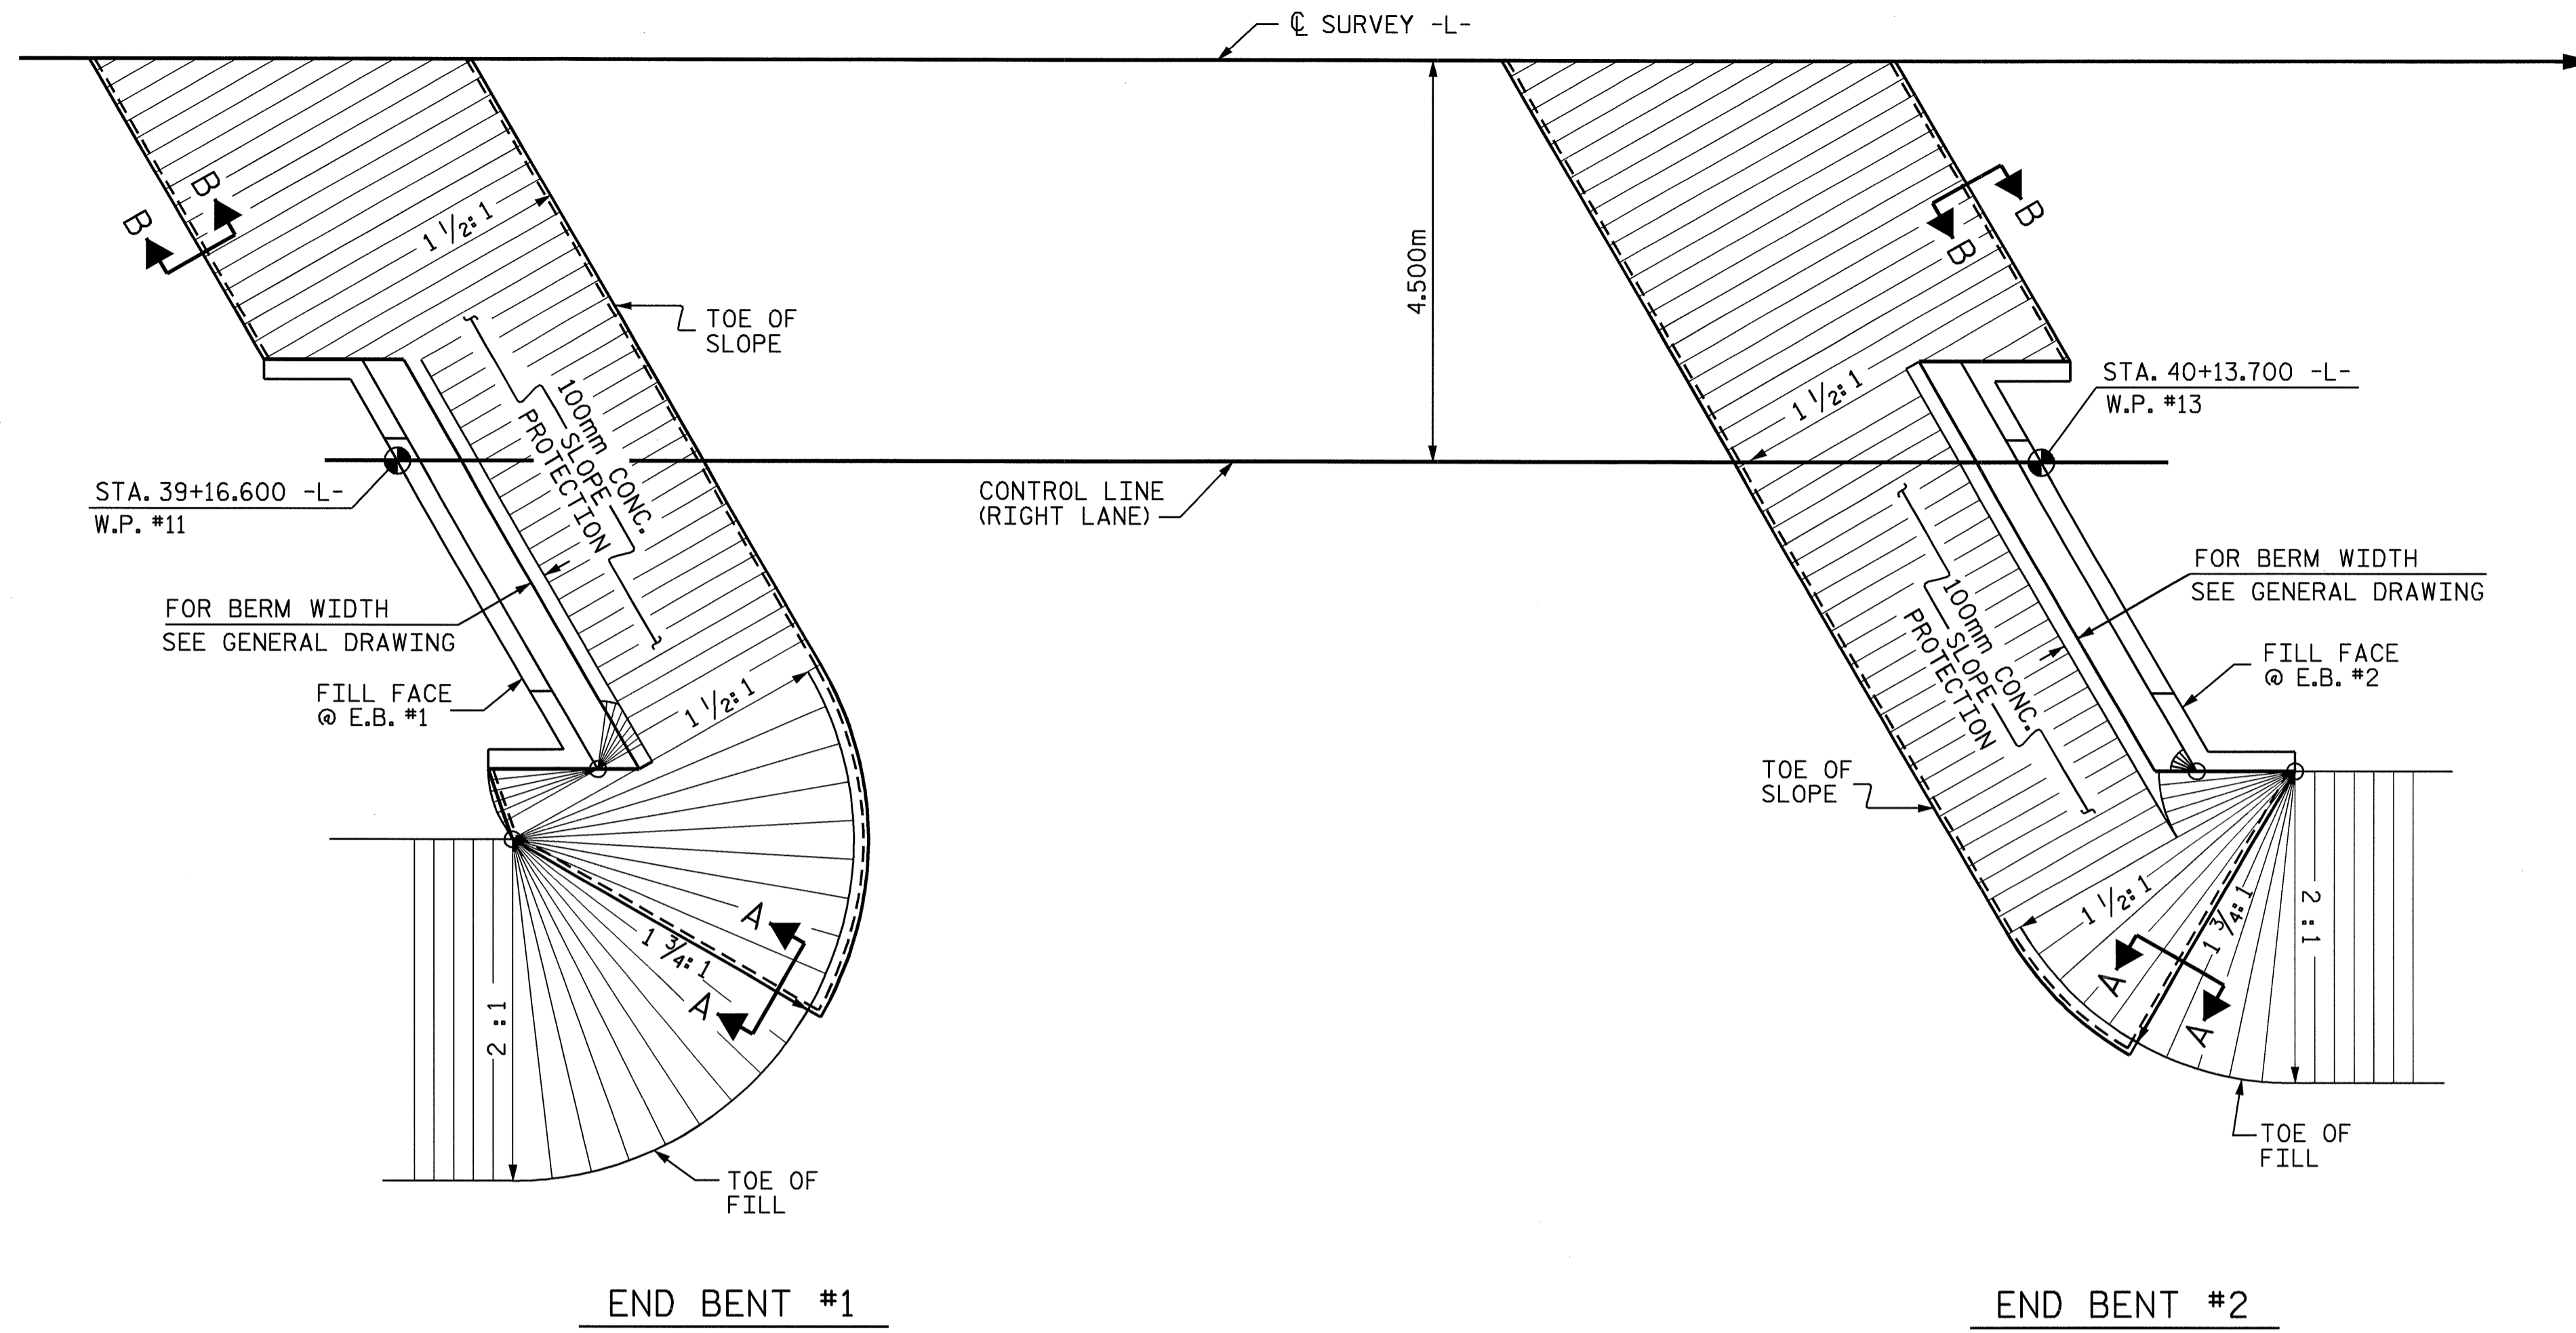 ℄ SURVEY -L-
B
B
1 1/2:1
TOE OF
SLOPE
100mm CONC.
SLOPE
PROTECTION
STA. 39+16.600 -L-
W.P. #11
FOR BERM WIDTH
SEE GENERAL DRAWING
FILL FACE
@ E.B. #1
1 1/2:1
A
A
1 3/4:1
2 :1
TOE OF
FILL
4.500m
CONTROL LINE
(RIGHT LANE)
B
B
1 1/2:1
STA. 40+13.700 -L-
W.P. #13
100mm CONC.
SLOPE
PROTECTION
FOR BERM WIDTH
SEE GENERAL DRAWING
FILL FACE
@ E.B. #2
TOE OF
SLOPE
1 1/2:1
1 3/4:1
2 :1
A
A
TOE OF
FILL
END BENT #1
END BENT #2